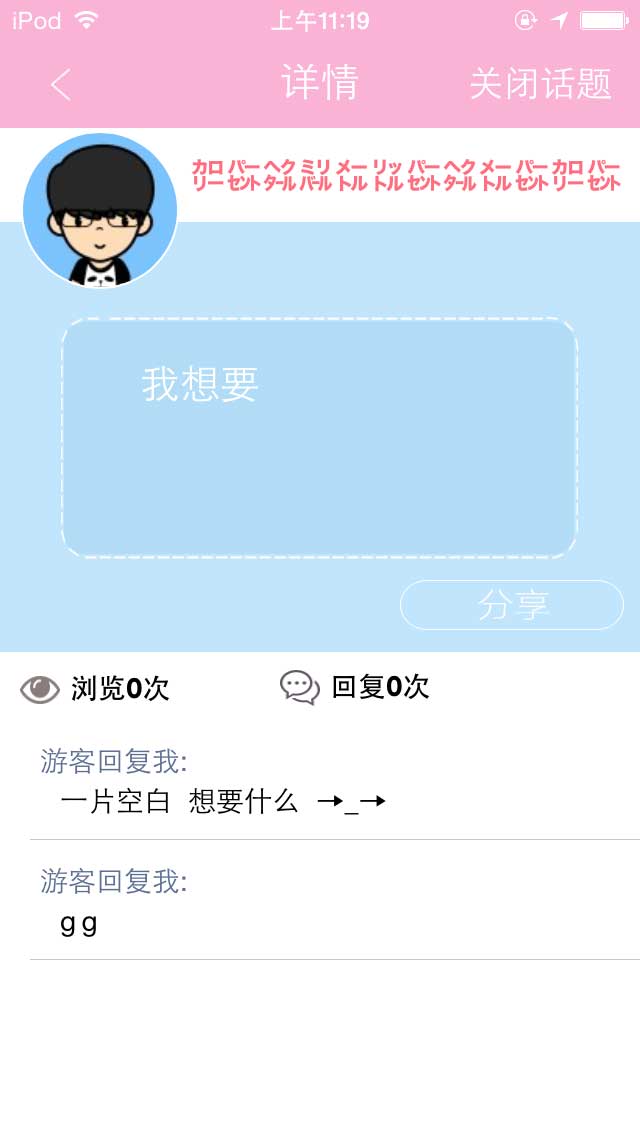 iPod 上午11:19
详情 关闭话题
㌍㌫㌶㍊㍍㍑㌫㌶㍍㌫㌍㌫
我想要
分享
浏览0次 回复0次
游客回复我:
一片空白 想要什么 →_→
游客回复我:
gg